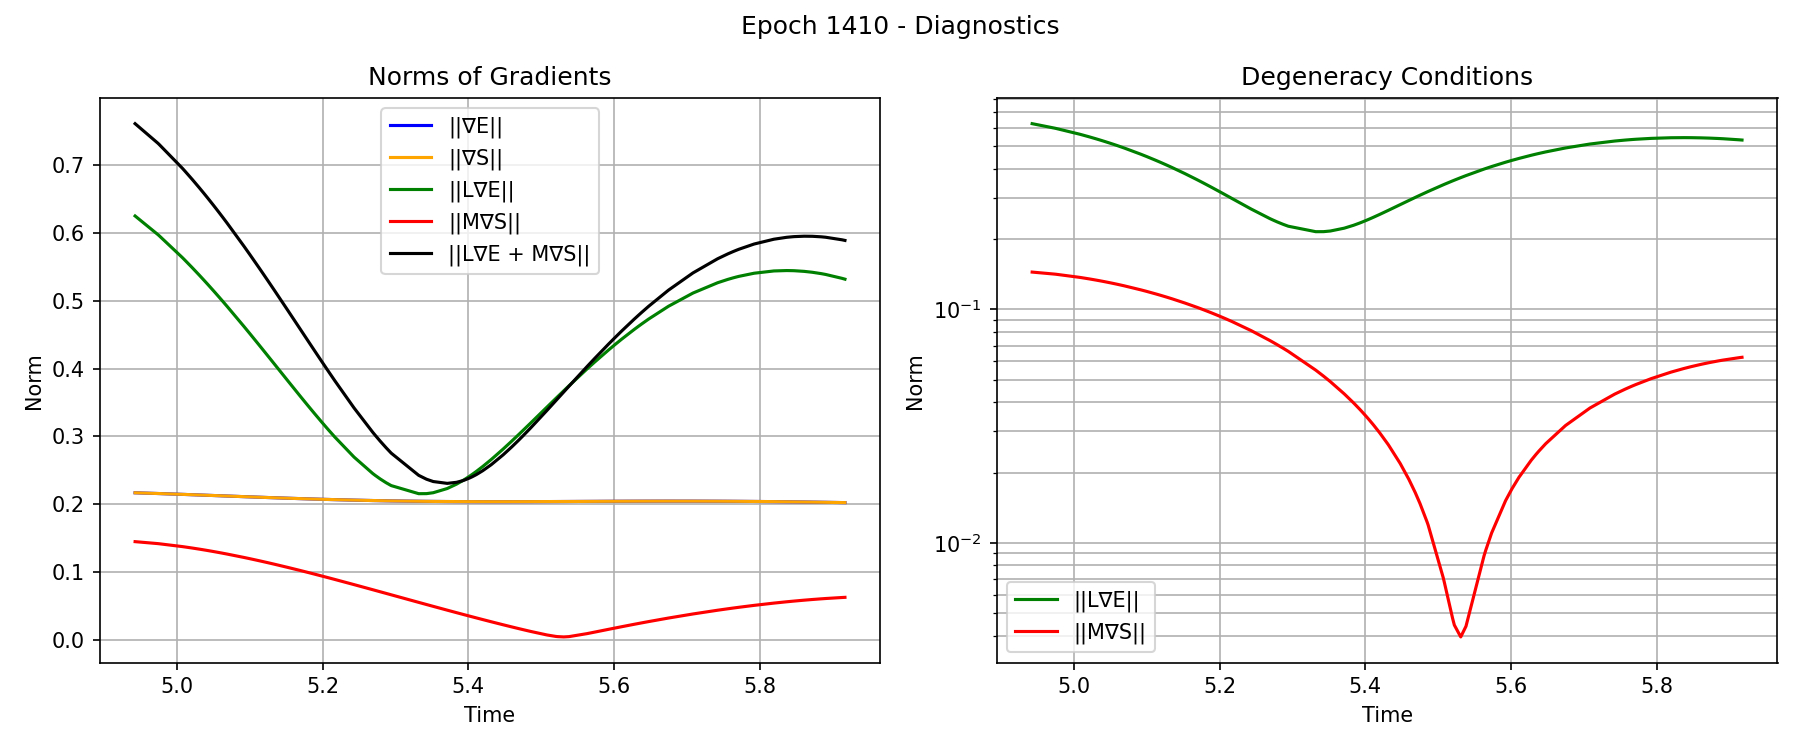 Epoch 1410 - Diagnostics
Norms of Gradients
||∇E||
||∇S||
||L∇E||
||M∇S||
||L∇E + M∇S||
0.7
0.6
0.5
0.4
0.3
0.2
0.1
0.0
Norm
5.0 5.2 5.4 5.6 5.8
Time
Degeneracy Conditions
10⁻¹
10⁻²
Norm
||L∇E||
||M∇S||
5.0 5.2 5.4 5.6 5.8
Time